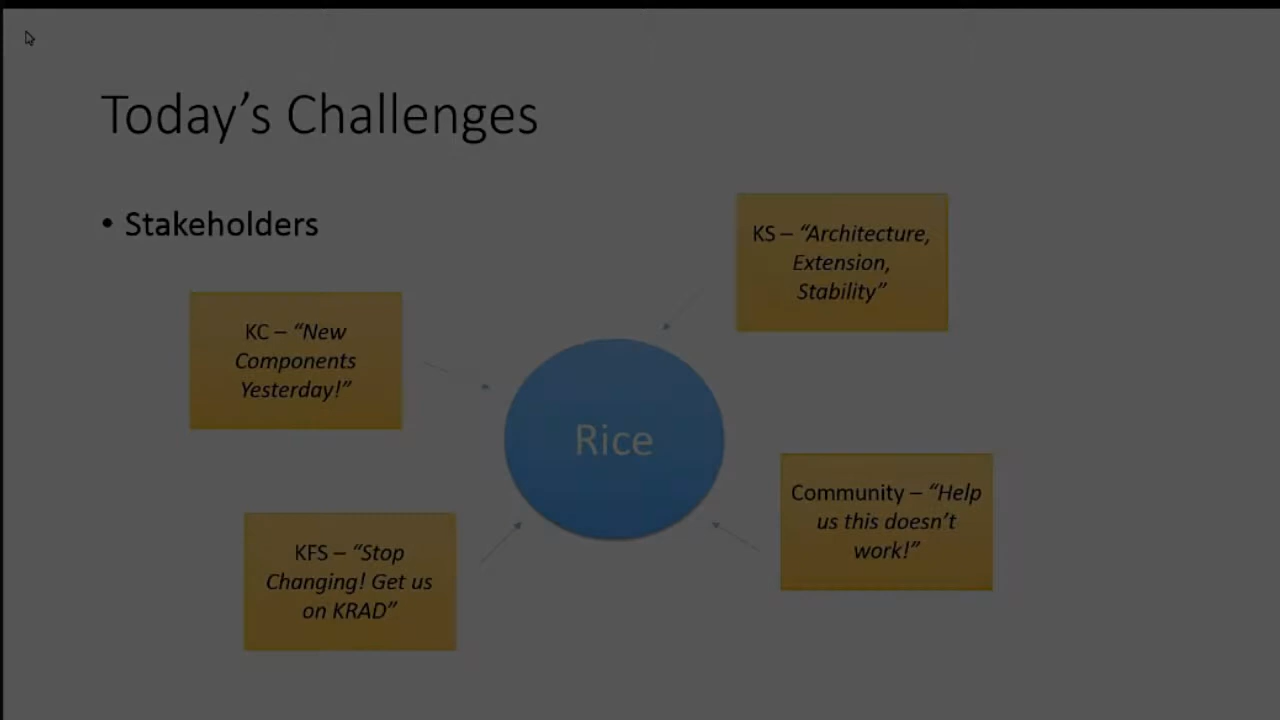 Today’s Challenges
• Stakeholders
KS – “Architecture,
Extension,
Stability”
KC – “New
Components
Yesterday!”
Rice
Community – “Help
us this doesn’t
work!”
KFS – “Stop
Changing! Get us
on KRAD”